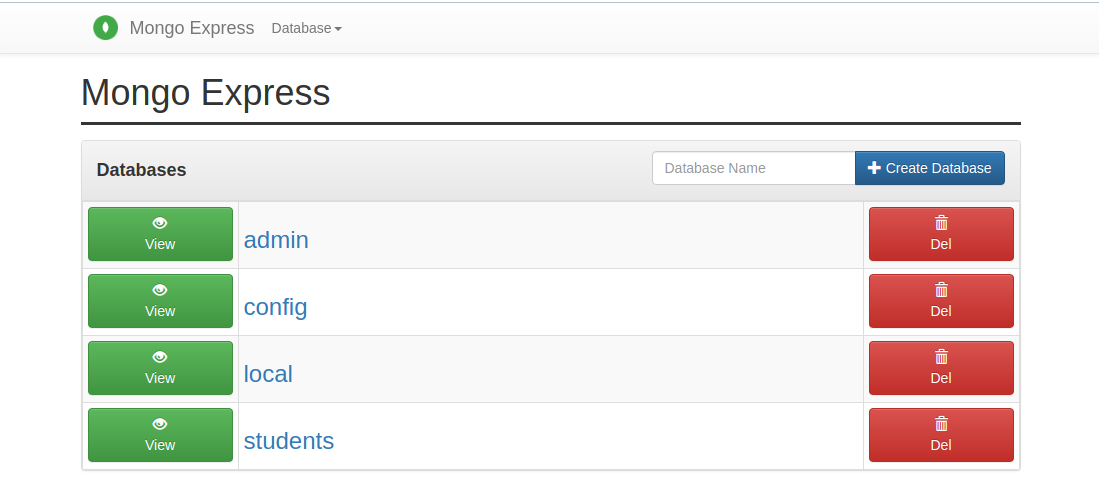 Mongo Express Database
Mongo Express
Databases Database Name Create Database
View admin Del
View config Del
View local Del
View students Del